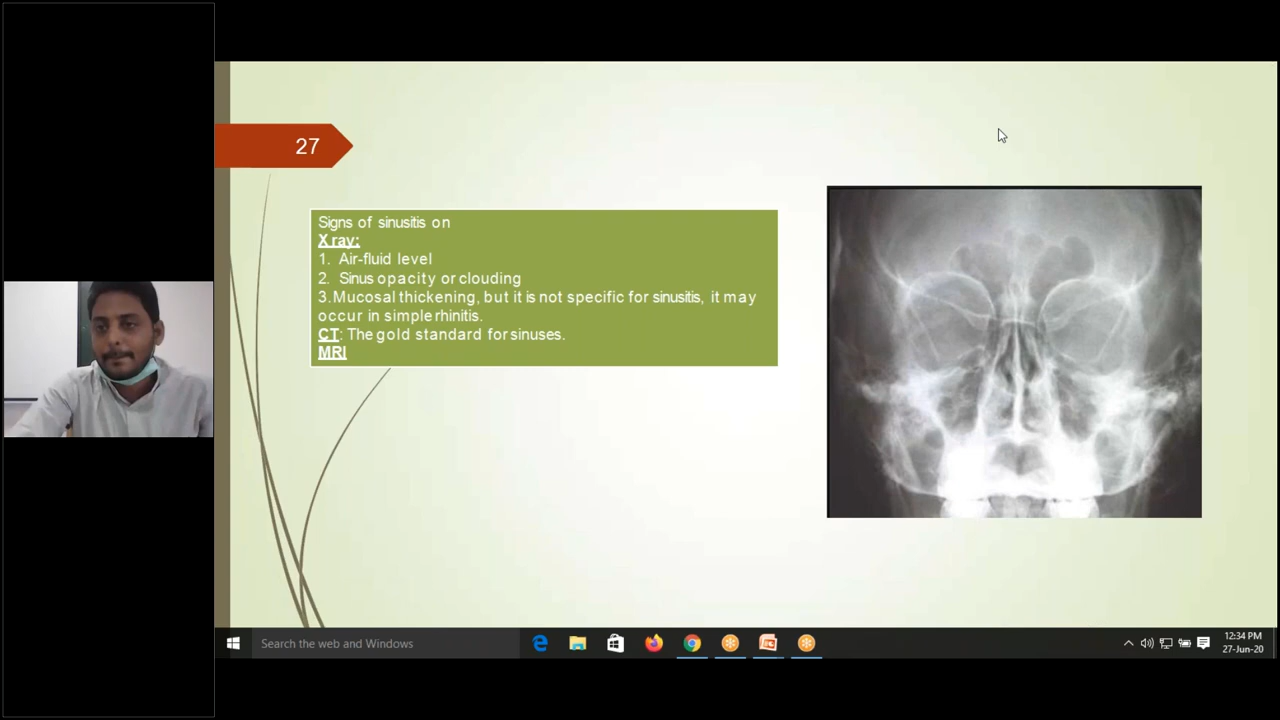 27
Signs of sinusitis on
X ray:
1. Air-fluid level
2. Sinus opacity or clouding
3.Mucosal thickening, but it is not specific for sinusitis, it may
occur in simple rhinitis.
CT: The gold standard for sinuses.
MRI
Search the web and Windows
12:34 PM
27-Jun-20